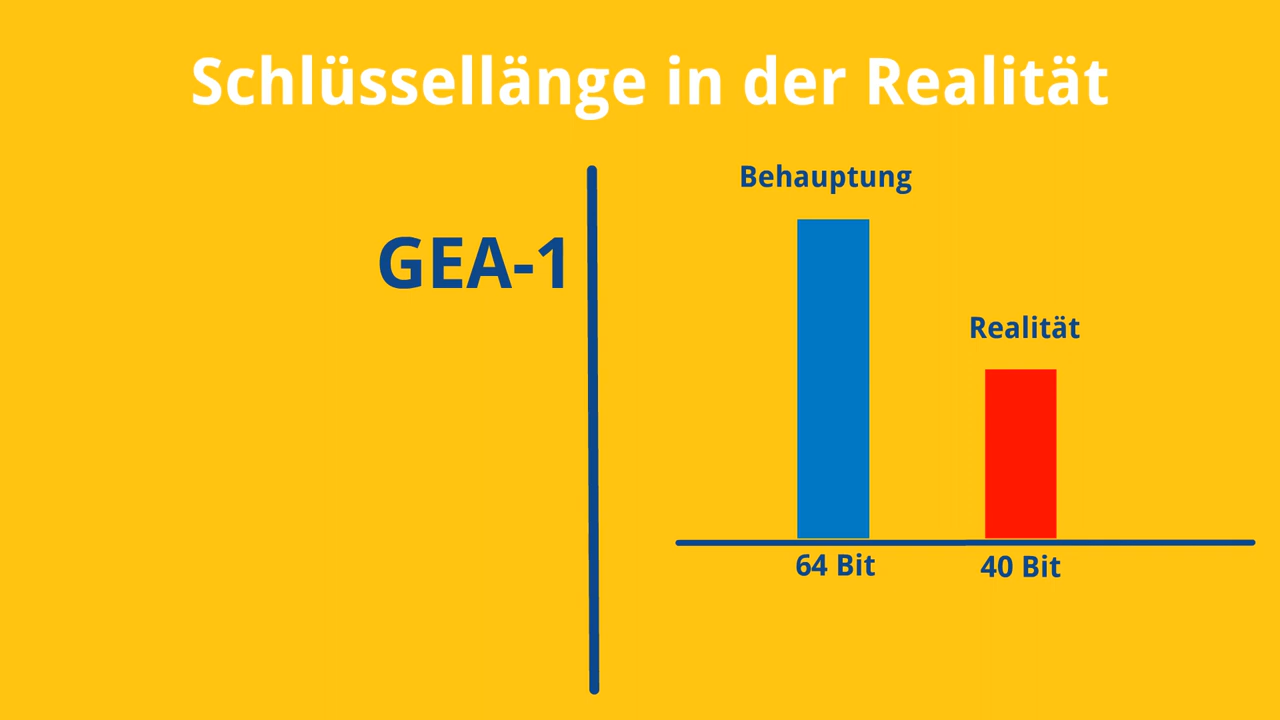 Schlüssellänge in der Realität
GEA-1
Behauptung
Realität
64 Bit
40 Bit